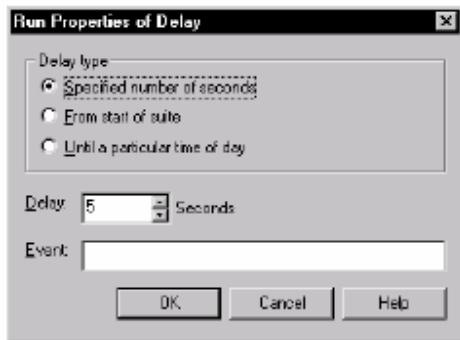 Run Properties of Delay
Delay type
Specified number of seconds
From start of suite
Until a particular time of day
Delay: 5 Seconds
Event:
OK Cancel Help